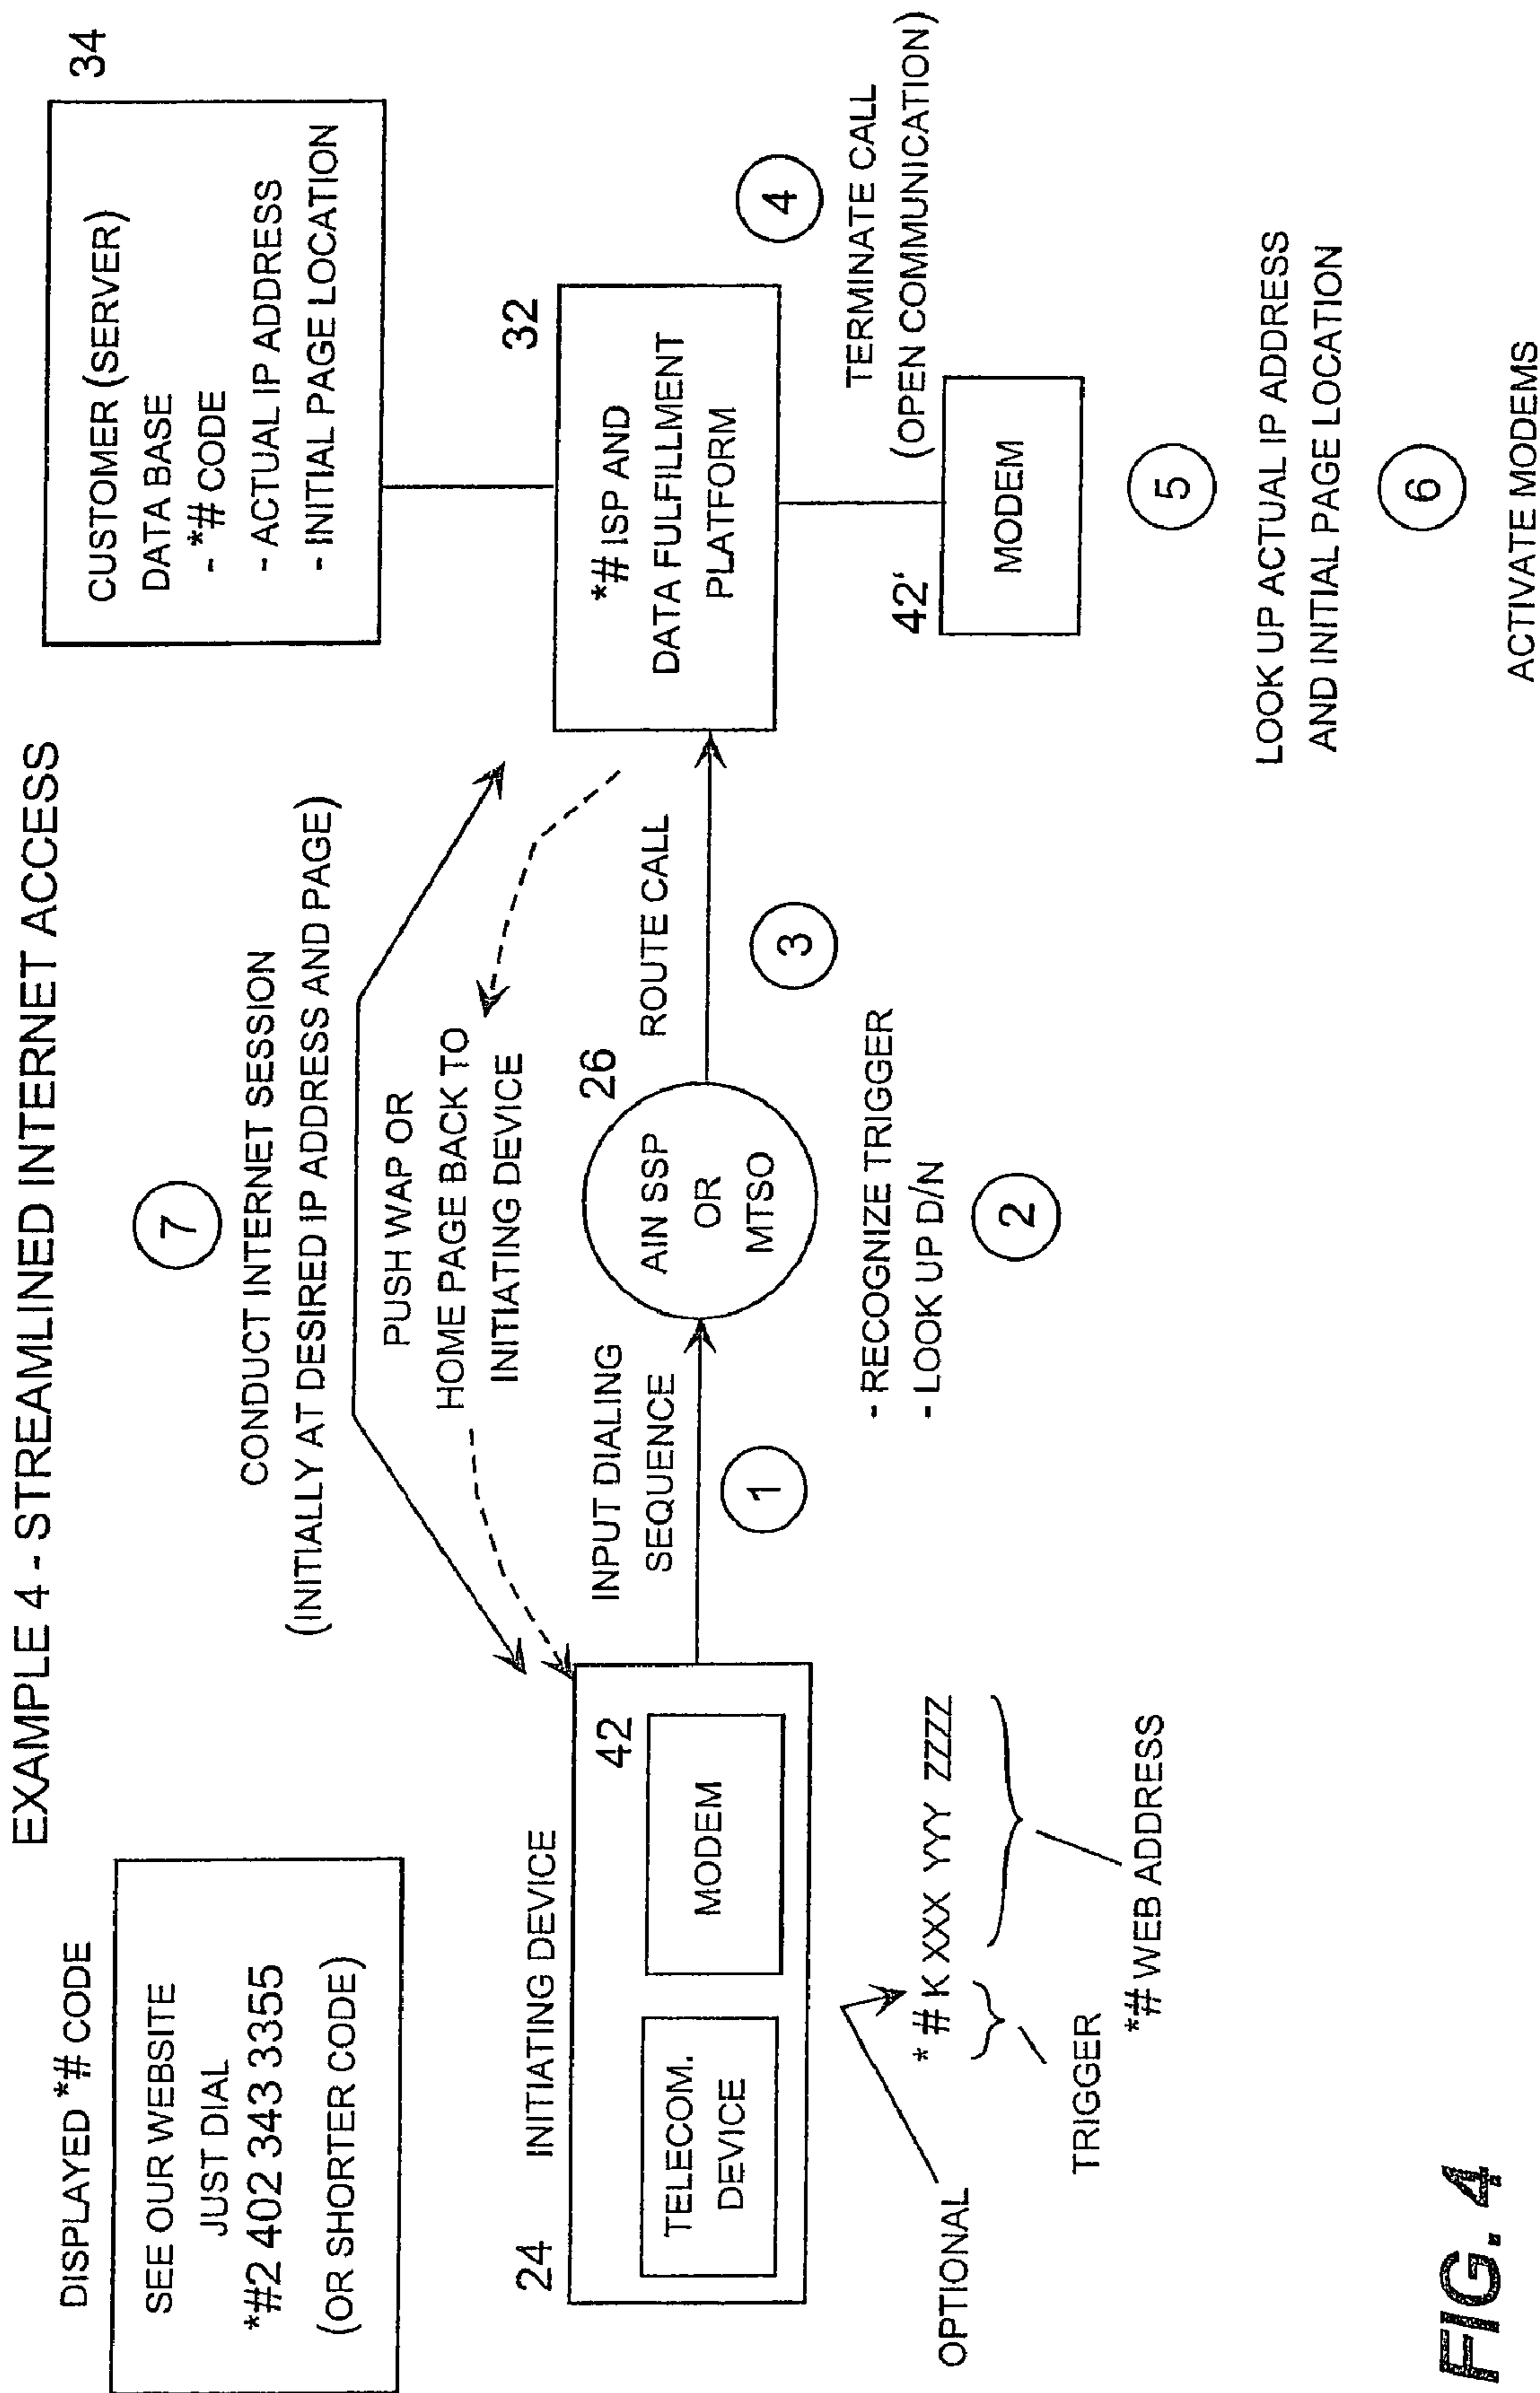 EXAMPLE 4 - STREAMLINED INTERNET ACCESS
DISPLAYED *# CODE
SEE OUR WEBSITE
JUST DIAL
*#2 402 343 3355
(OR SHORTER CODE)
7
CONDUCT INTERNET SESSION
(INITIALLY AT DESIRED IP ADDRESS AND PAGE)
PUSH WAP OR
HOME PAGE BACK TO
INITIATING DEVICE
34
CUSTOMER (SERVER)
DATA BASE
- *# CODE
- ACTUAL IP ADDRESS
- INITIAL PAGE LOCATION
24
INITIATING DEVICE
TELECOM.
DEVICE
42
MODEM
INPUT DIALING
SEQUENCE
1
26
AIN SSP
OR
MTSO
- RECOGNIZE TRIGGER
- LOOK UP D/N
2
ROUTE CALL
3
32
*# ISP AND
DATA FULFILLMENT
PLATFORM
4
TERMINATE CALL
(OPEN COMMUNICATION)
42'
MODEM
5
LOOK UP ACTUAL IP ADDRESS
AND INITIAL PAGE LOCATION
6
ACTIVATE MODEMS
OPTIONAL
*# K XXX YYY ZZZZ
TRIGGER
*# WEB ADDRESS
FIG. 4